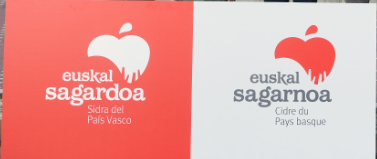 euskal
sagardoa
Sidra del
País Vasco
euskal
sagarnoa
Cidre du
Pays basque